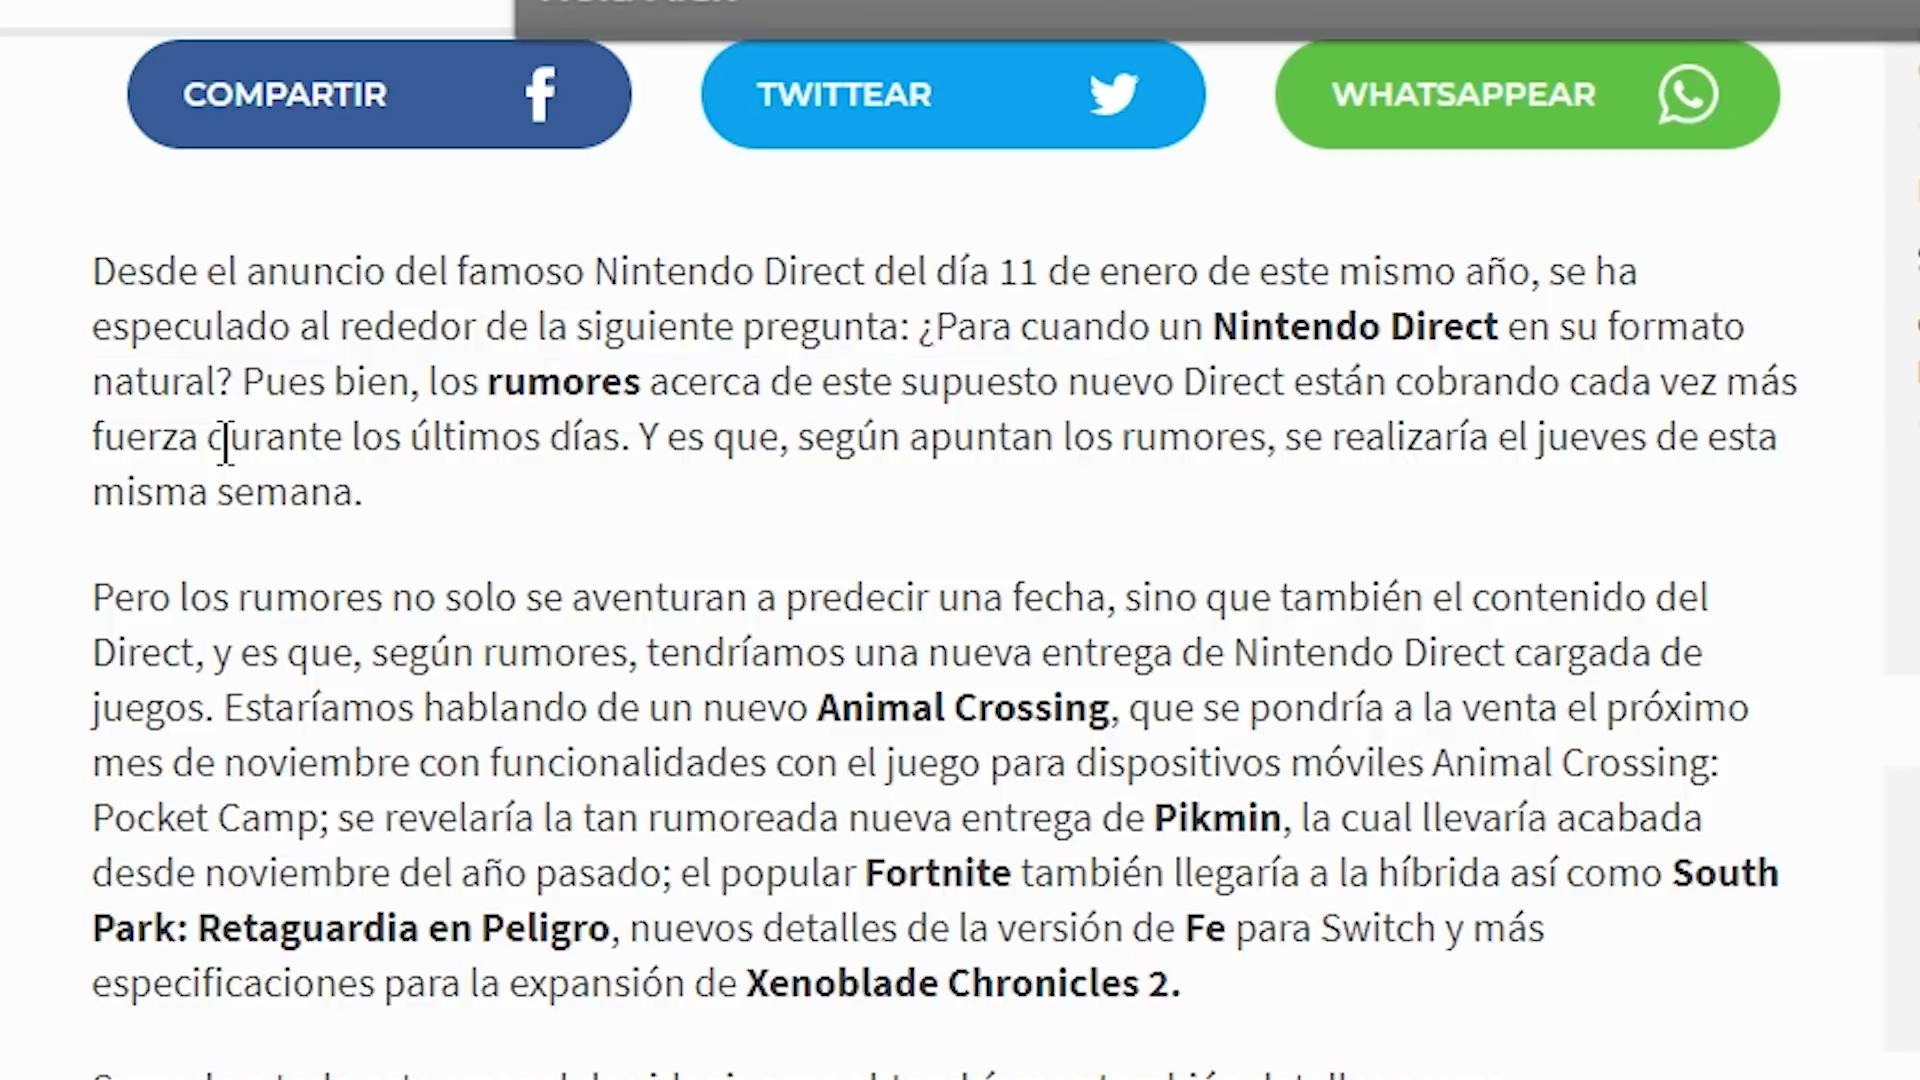 COMPARTIR
TWITTEAR
WHATSAPPEAR
Desde el anuncio del famoso Nintendo Direct del día 11 de enero de este mismo año, se ha
especulado al rededor de la siguiente pregunta: ¿Para cuando un Nintendo Direct en su formato
natural? Pues bien, los rumores acerca de este supuesto nuevo Direct están cobrando cada vez más
fuerza durante los últimos días. Y es que, según apuntan los rumores, se realizaría el jueves de esta
misma semana.
Pero los rumores no solo se aventuran a predecir una fecha, sino que también el contenido del
Direct, y es que, según rumores, tendríamos una nueva entrega de Nintendo Direct cargada de
juegos. Estaríamos hablando de un nuevo Animal Crossing, que se pondría a la venta el próximo
mes de noviembre con funcionalidades con el juego para dispositivos móviles Animal Crossing:
Pocket Camp; se revelaría la tan rumoreada nueva entrega de Pikmin, la cual llevaría acabada
desde noviembre del año pasado; el popular Fortnite también llegaría a la híbrida así como South
Park: Retaguardia en Peligro, nuevos detalles de la versión de Fe para Switch y más
especificaciones para la expansión de Xenoblade Chronicles 2.